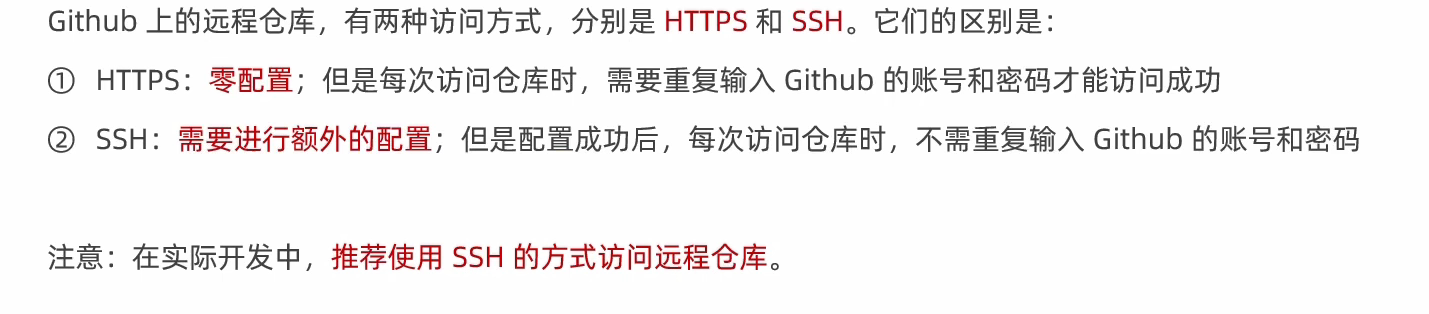 Github 上的远程仓库，有两种访问方式，分别是 HTTPS 和 SSH。它们的区别是：
① HTTPS：零配置；但是每次访问仓库时，需要重复输入 Github 的账号和密码才能访问成功
② SSH：需要进行额外的配置；但是配置成功后，每次访问仓库时，不需重复输入 Github 的账号和密码
注意：在实际开发中，推荐使用 SSH 的方式访问远程仓库。